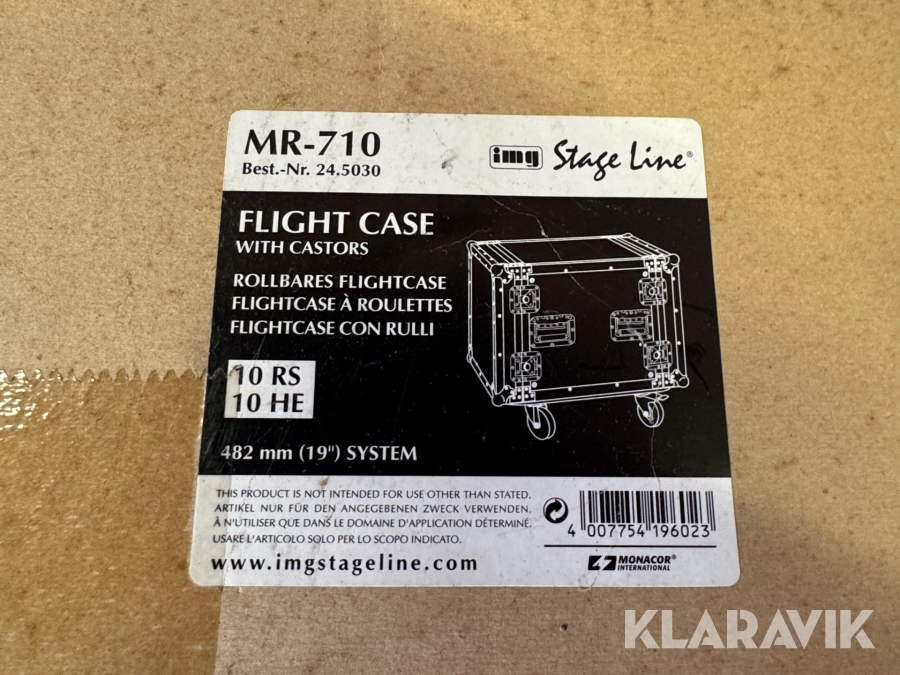 MR-710
Best.-Nr. 24.5030
img Stage Line®
FLIGHT CASE
WITH CASTORS
ROLLBARES FLIGHTCASE
FLIGHTCASE À ROULETTES
FLIGHTCASE CON RULLI
10 RS
10 HE
482 mm (19") SYSTEM
THIS PRODUCT IS NOT INTENDED FOR USE OTHER THAN STATED.
ARTIKEL NUR FÜR DEN ANGEGEBENEN ZWECK VERWENDEN.
À N'UTILISER QUE DANS LE DOMAINE D'APPLICATION DÉTERMINÉ.
USARE L'ARTICOLO SOLO PER LO SCOPO INDICATO.
4 007754 196023
www.imgstageline.com
MONACOR®
INTERNATIONAL
KLARAVIK